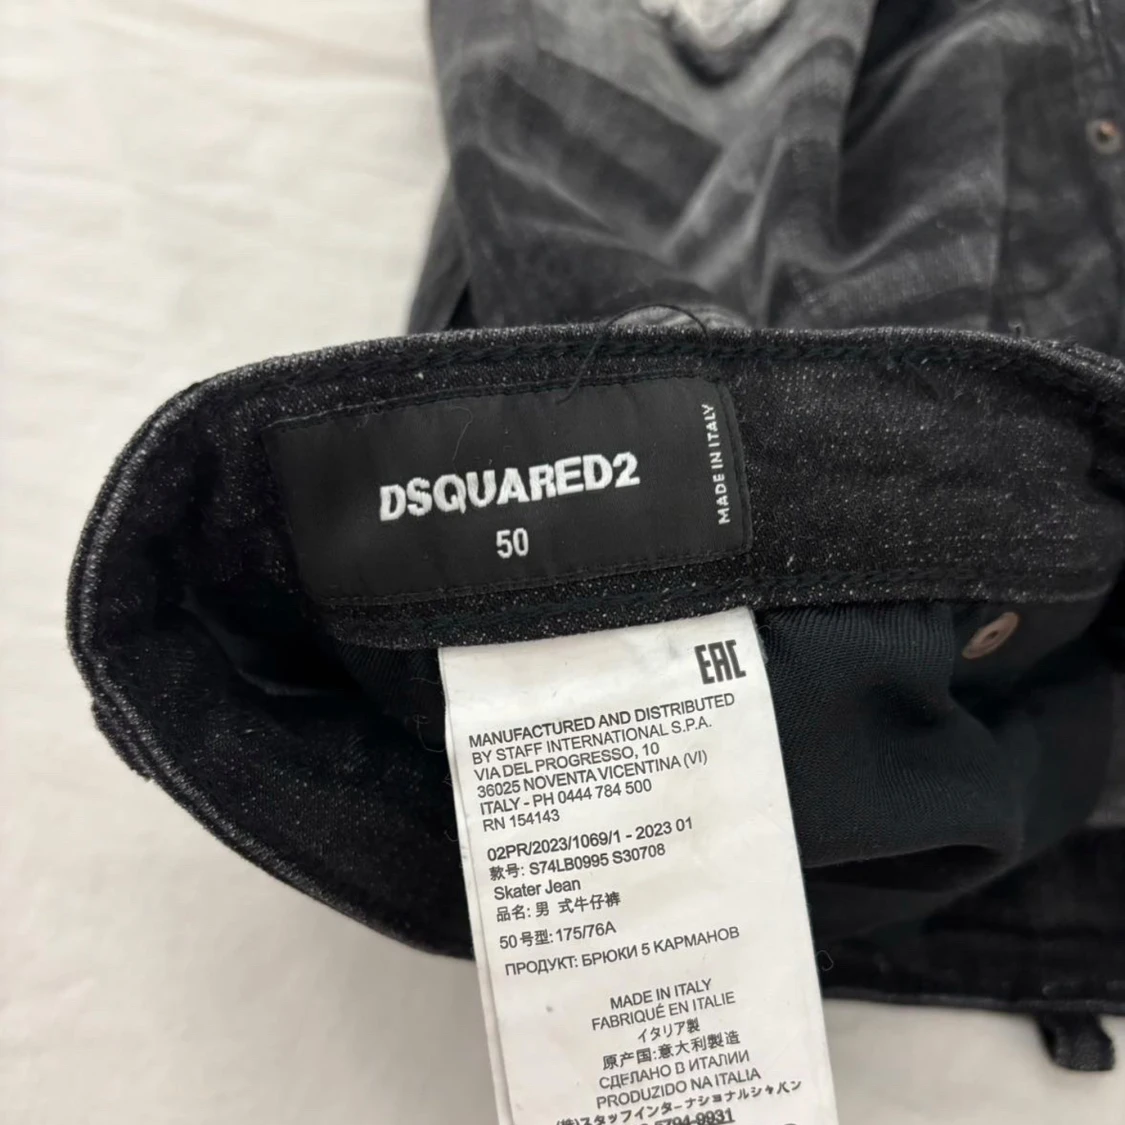 DSQUARED2
50
MADE IN ITALY
EAC
MANUFACTURED AND DISTRIBUTED
BY STAFF INTERNATIONAL S.P.A.
VIA DEL PROGRESSO, 10
36025 NOVENTA VICENTINA (VI)
ITALY - PH 0444 784 500
RN 154143
02PR/2023/1069/1 - 2023 01
款号: S74LB0995 S30708
Skater Jean
品名: 男 式牛仔裤
50号型: 175/76A
ПРОДУКТ: БРЮКИ 5 КАРМАНОВ
MADE IN ITALY
FABRIQUÉ EN ITALIE
イタリア製
原产国:意大利製造
СДЕЛАНО В ИТАЛИИ
PRODUZIDO NA ITALIA
㈱スタッフインターナショナルジャパン
5794-9931